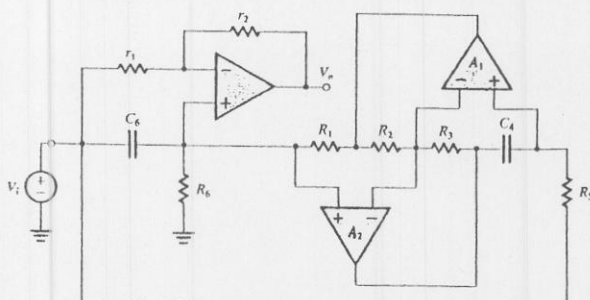 r₂
r₁
−
+
Vₒ
A₁
−
+
C₆
R₁
R₂
R₃
C₄
Vᵢ
+
−
R₆
+
−
A₂
R₅